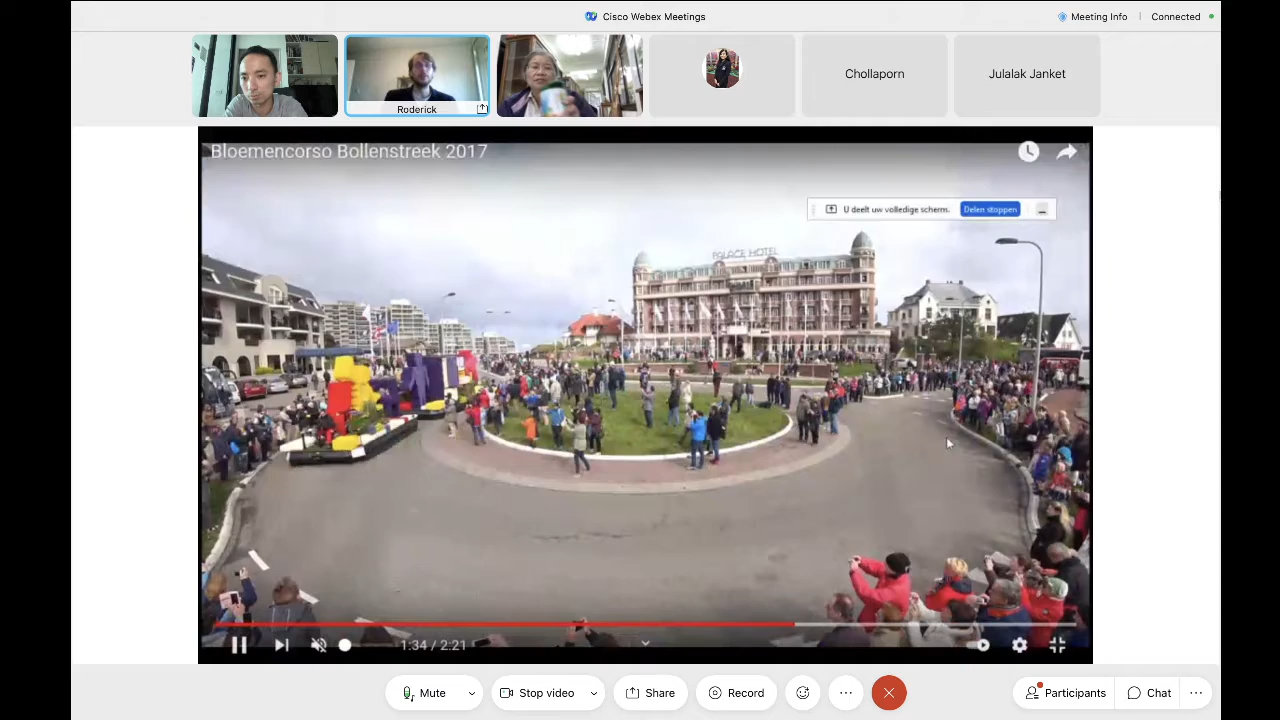 Cisco Webex Meetings
Meeting Info
Connected
Roderick
Chollaporn
Julalak Janket
Bloemencorso Bollenstreek 2017
U deelt uw volledige scherm.
Delen stoppen
PALACE HOTEL
1:34 / 2:21
Mute
Stop video
Share
Record
Participants
Chat